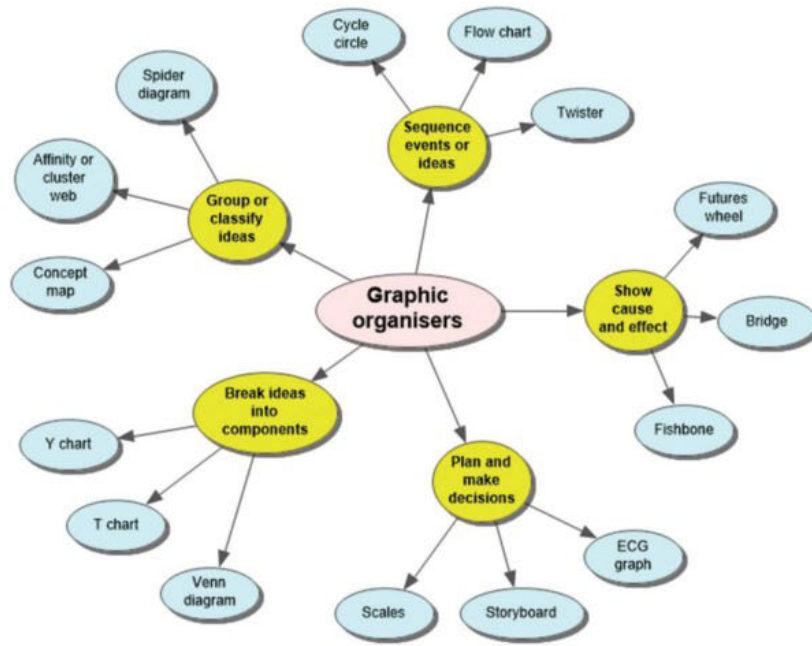 Cycle
circle
Flow chart
Twister
Sequence
events or
ideas
Spider
diagram
Affinity or
cluster
web
Concept
map
Group or
classify
ideas
Graphic
organisers
Futures
wheel
Bridge
Fishbone
Show
cause
and effect
Break ideas
into
components
Y chart
T chart
Venn
diagram
Plan and
make
decisions
Scales
Storyboard
ECG
graph